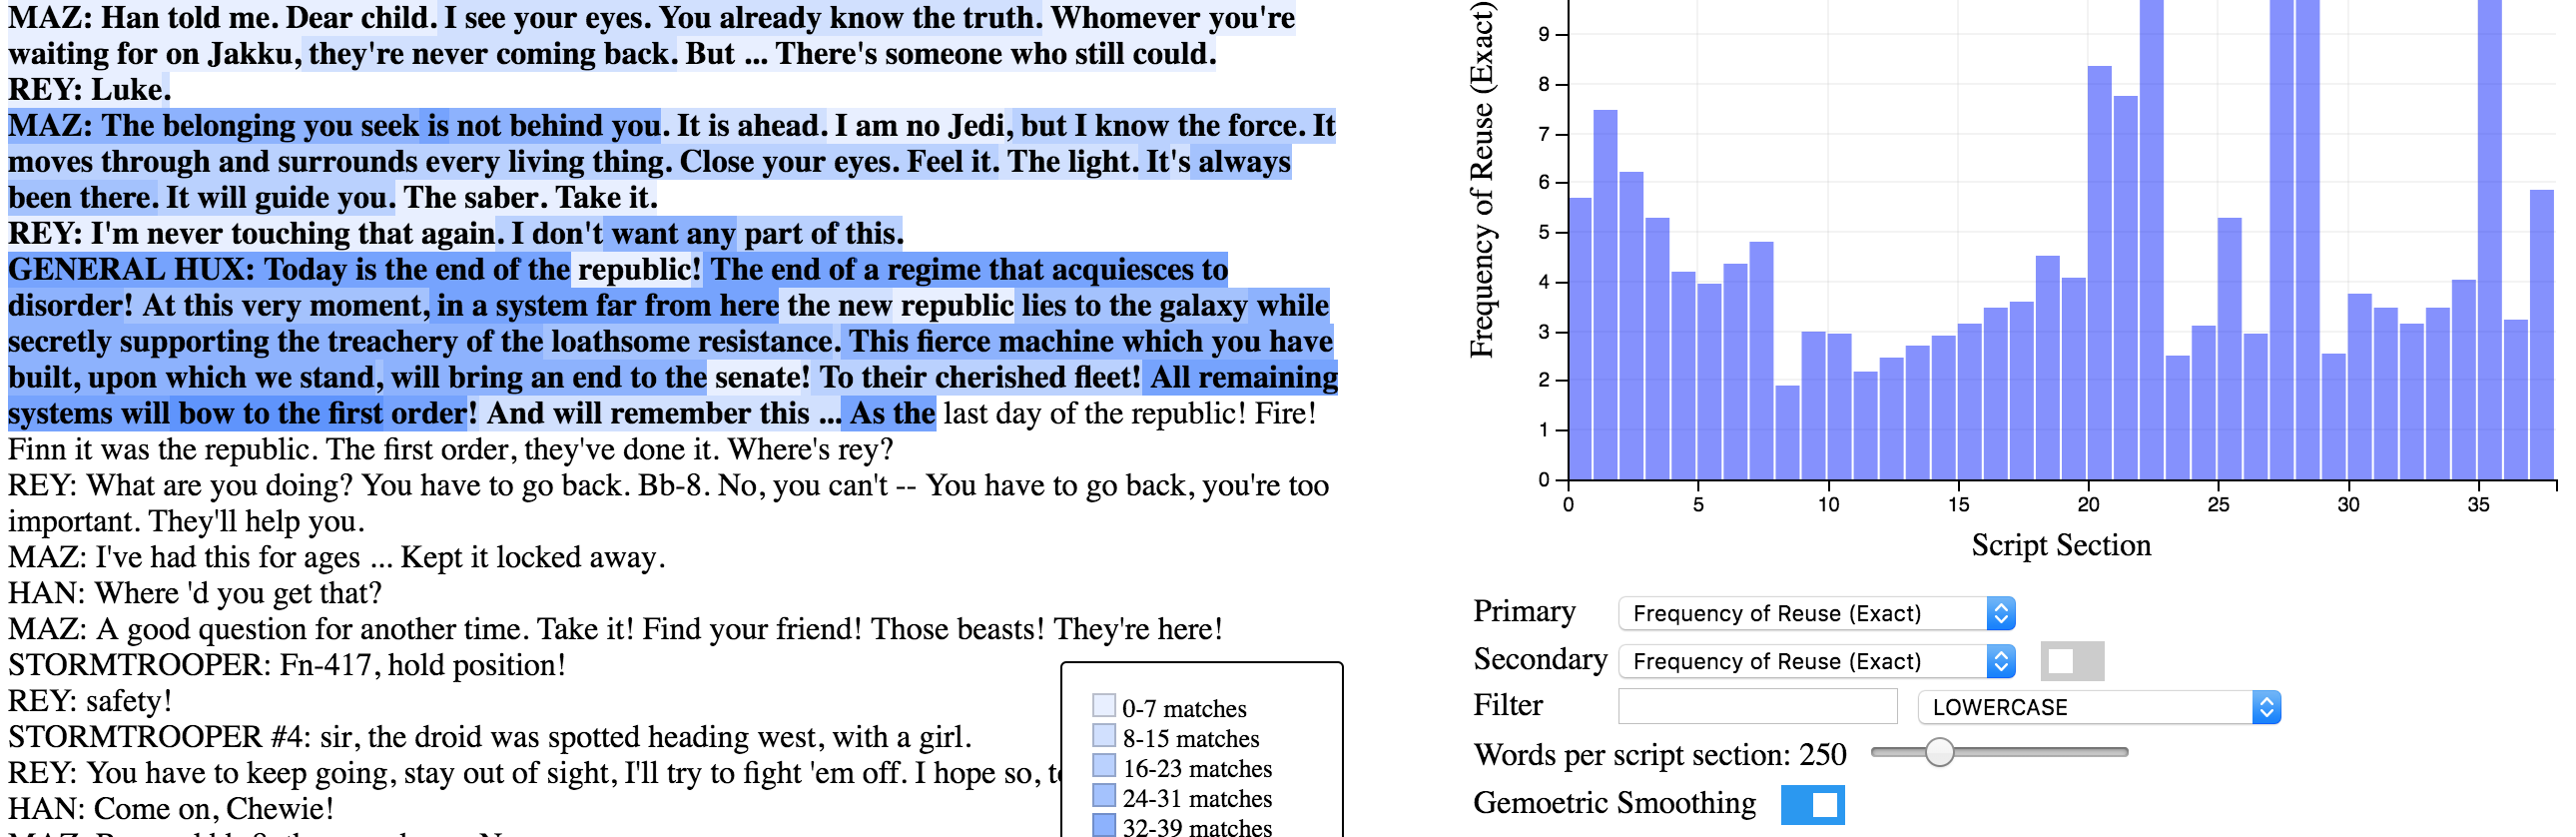 MAZ: Han told me. Dear child. I see your eyes. You already know the truth. Whomever you're
waiting for on Jakku, they're never coming back. But ... There's someone who still could.
REY: Luke.
MAZ: The belonging you seek is not behind you. It is ahead. I am no Jedi, but I know the force. It
moves through and surrounds every living thing. Close your eyes. Feel it. The light. It's always
been there. It will guide you. The saber. Take it.
REY: I'm never touching that again. I don't want any part of this.
GENERAL HUX: Today is the end of the republic! The end of a regime that acquiesces to
disorder! At this very moment, in a system far from here the new republic lies to the galaxy while
secretly supporting the treachery of the loathsome resistance. This fierce machine which you have
built, upon which we stand, will bring an end to the senate! To their cherished fleet! All remaining
systems will bow to the first order! And will remember this ... As the last day of the republic! Fire!
Finn it was the republic. The first order, they've done it. Where's rey?
REY: What are you doing? You have to go back. Bb-8. No, you can't -- You have to go back, you're too
important. They'll help you.
MAZ: I've had this for ages ... Kept it locked away.
HAN: Where 'd you get that?
MAZ: A good question for another time. Take it! Find your friend! Those beasts! They're here!
STORMTROOPER: Fn-417, hold position!
REY: safety!
STORMTROOPER #4: sir, the droid was spotted heading west, with a girl.
REY: You have to keep going, stay out of sight, I'll try to fight 'em off. I hope so, t
HAN: Come on, Chewie!
0-7 matches
8-15 matches
16-23 matches
24-31 matches
32-39 matches
Frequency of Reuse (Exact)
9
8
7
6
5
4
3
2
1
0
0 5 10 15 20 25 30 35
Script Section
Primary Frequency of Reuse (Exact)
Secondary Frequency of Reuse (Exact)
Filter LOWERCASE
Words per script section: 250
Gemoetric Smoothing